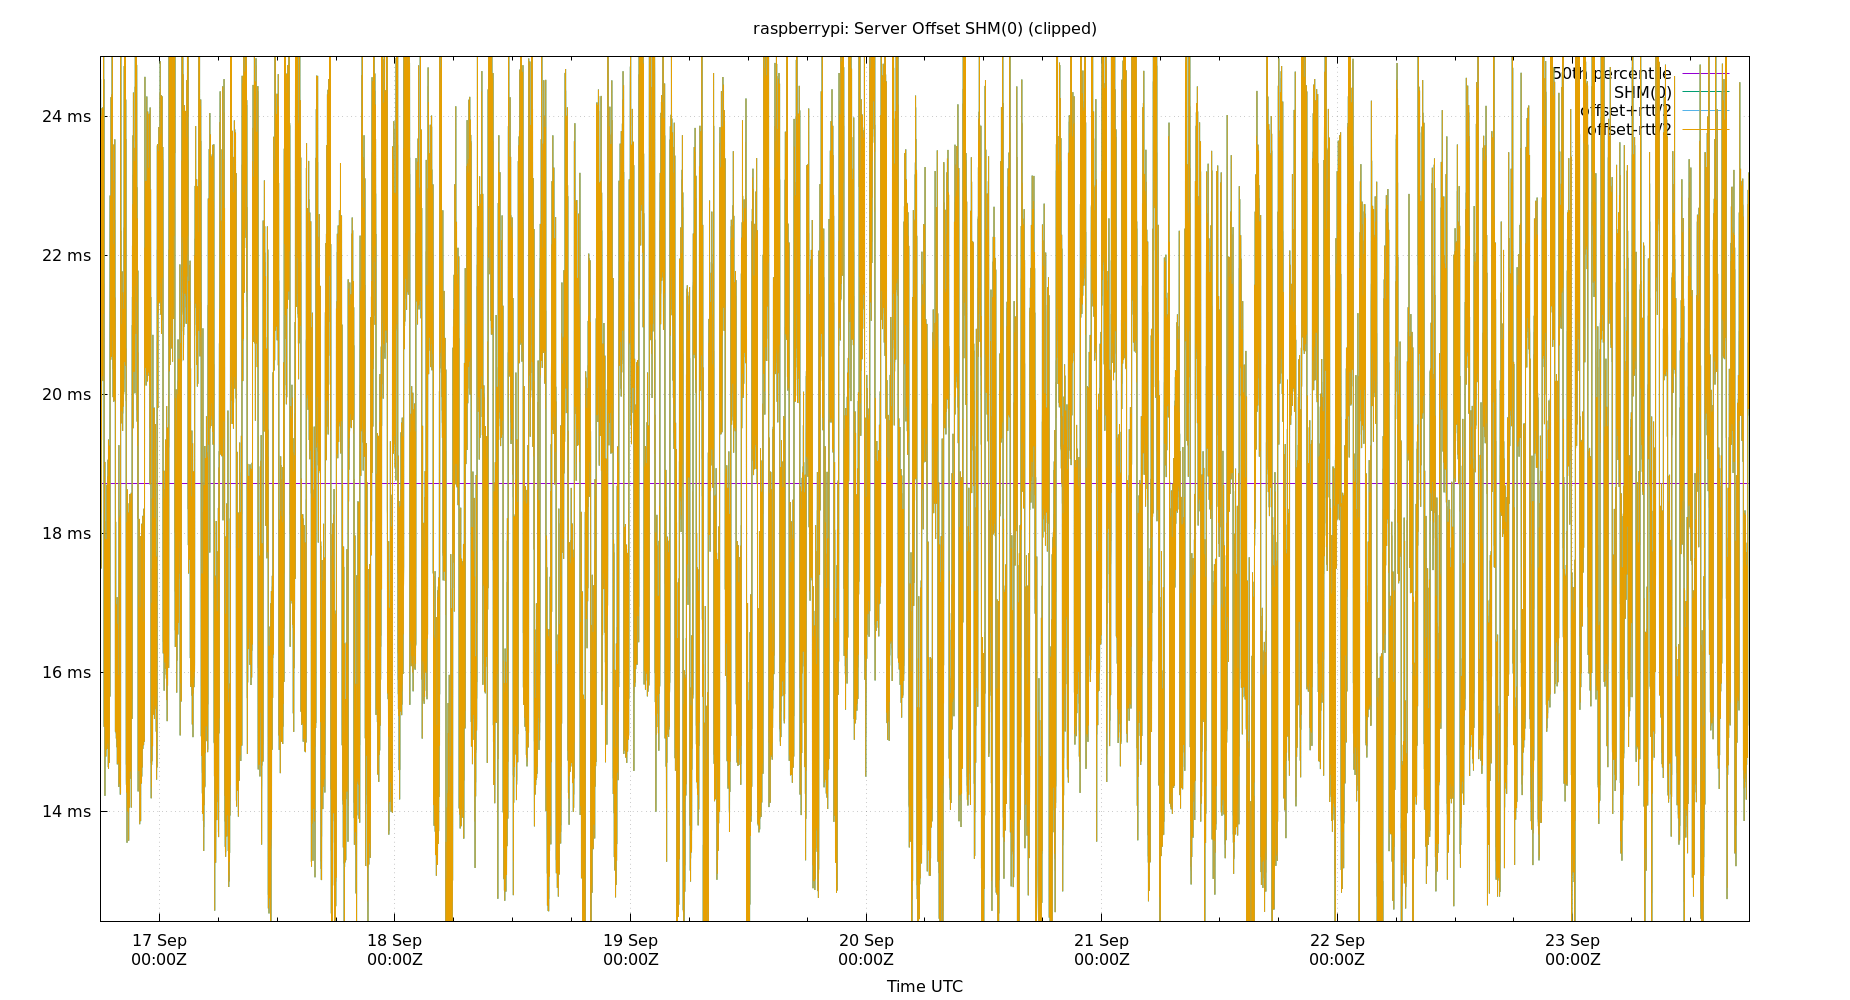 raspberrypi: Server Offset SHM(0) (clipped)
50th percentile
SHM(0)
offset+rtt/2
offset-rtt/2
24 ms
22 ms
20 ms
18 ms
16 ms
14 ms
17 Sep
00:00Z
18 Sep
00:00Z
19 Sep
00:00Z
20 Sep
00:00Z
21 Sep
00:00Z
22 Sep
00:00Z
23 Sep
00:00Z
Time UTC